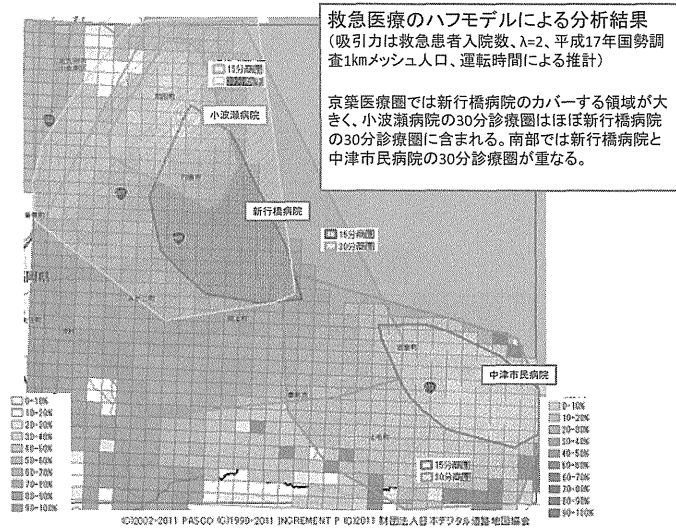 救急医療のハフモデルによる分析結果
(吸引力は救急患者入院数、λ=2、平成17年国勢調
査1kmメッシュ人口、運転時間による推計)
京築医療圏では新行橋病院のカバーする領域が大
きく、小波瀬病院の30分診療圏はほぼ新行橋病院
の30分診療圏に含まれる。南部では新行橋病院と
中津市民病院の30分診療圏が重なる。
15分商圏
小波瀬病院
新行橋病院
15分商圏
30分商圏
中津市民病院
15分商圏
30分商圏
0-10%
10-20%
20-30%
30-40%
40-50%
50-60%
60-70%
70-80%
80-90%
90-100%
0-10%
10-20%
20-30%
30-40%
40-50%
50-60%
60-70%
70-80%
80-90%
90-100%
(C)2002-2011 PASCO (C)1990-2011 INCREMENT P (C)2011 財団法人日本デジタル道路地図協会